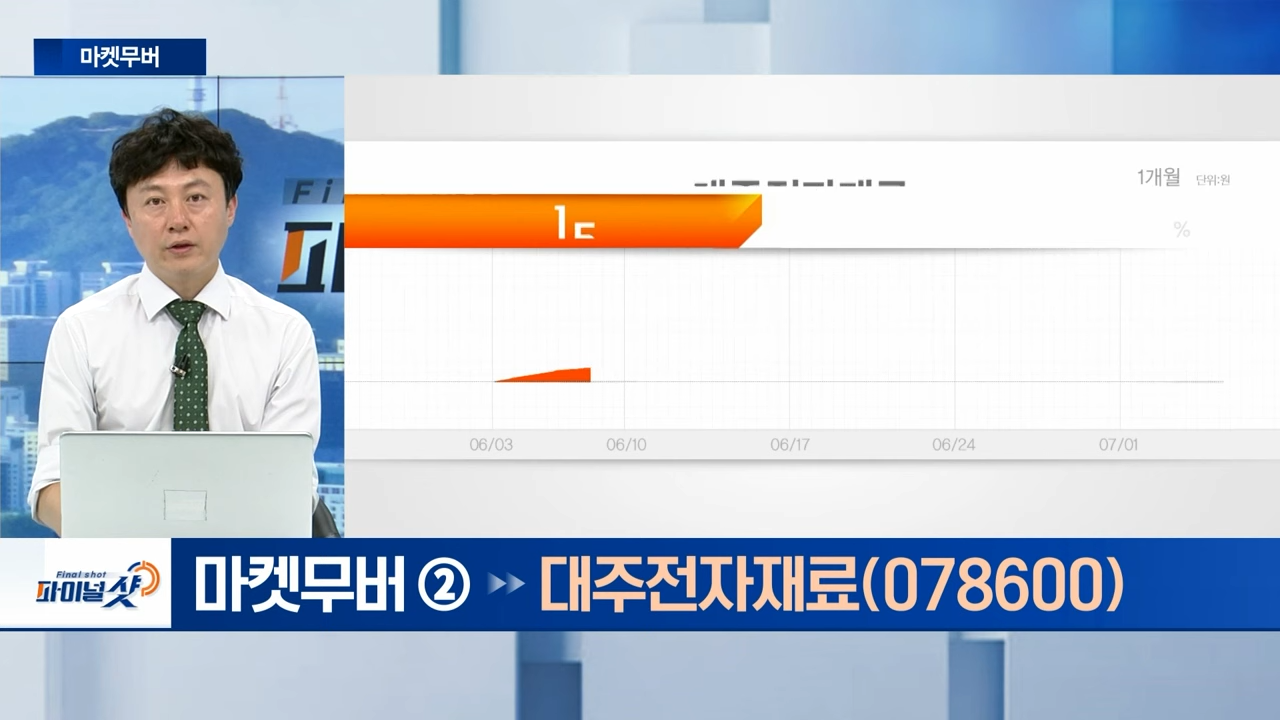 마켓무버
1개월 단위:원
%
06/03 06/10 06/17 06/24 07/01
Final shot
파이널샷
마켓무버 ② 대주전자재료(078600)